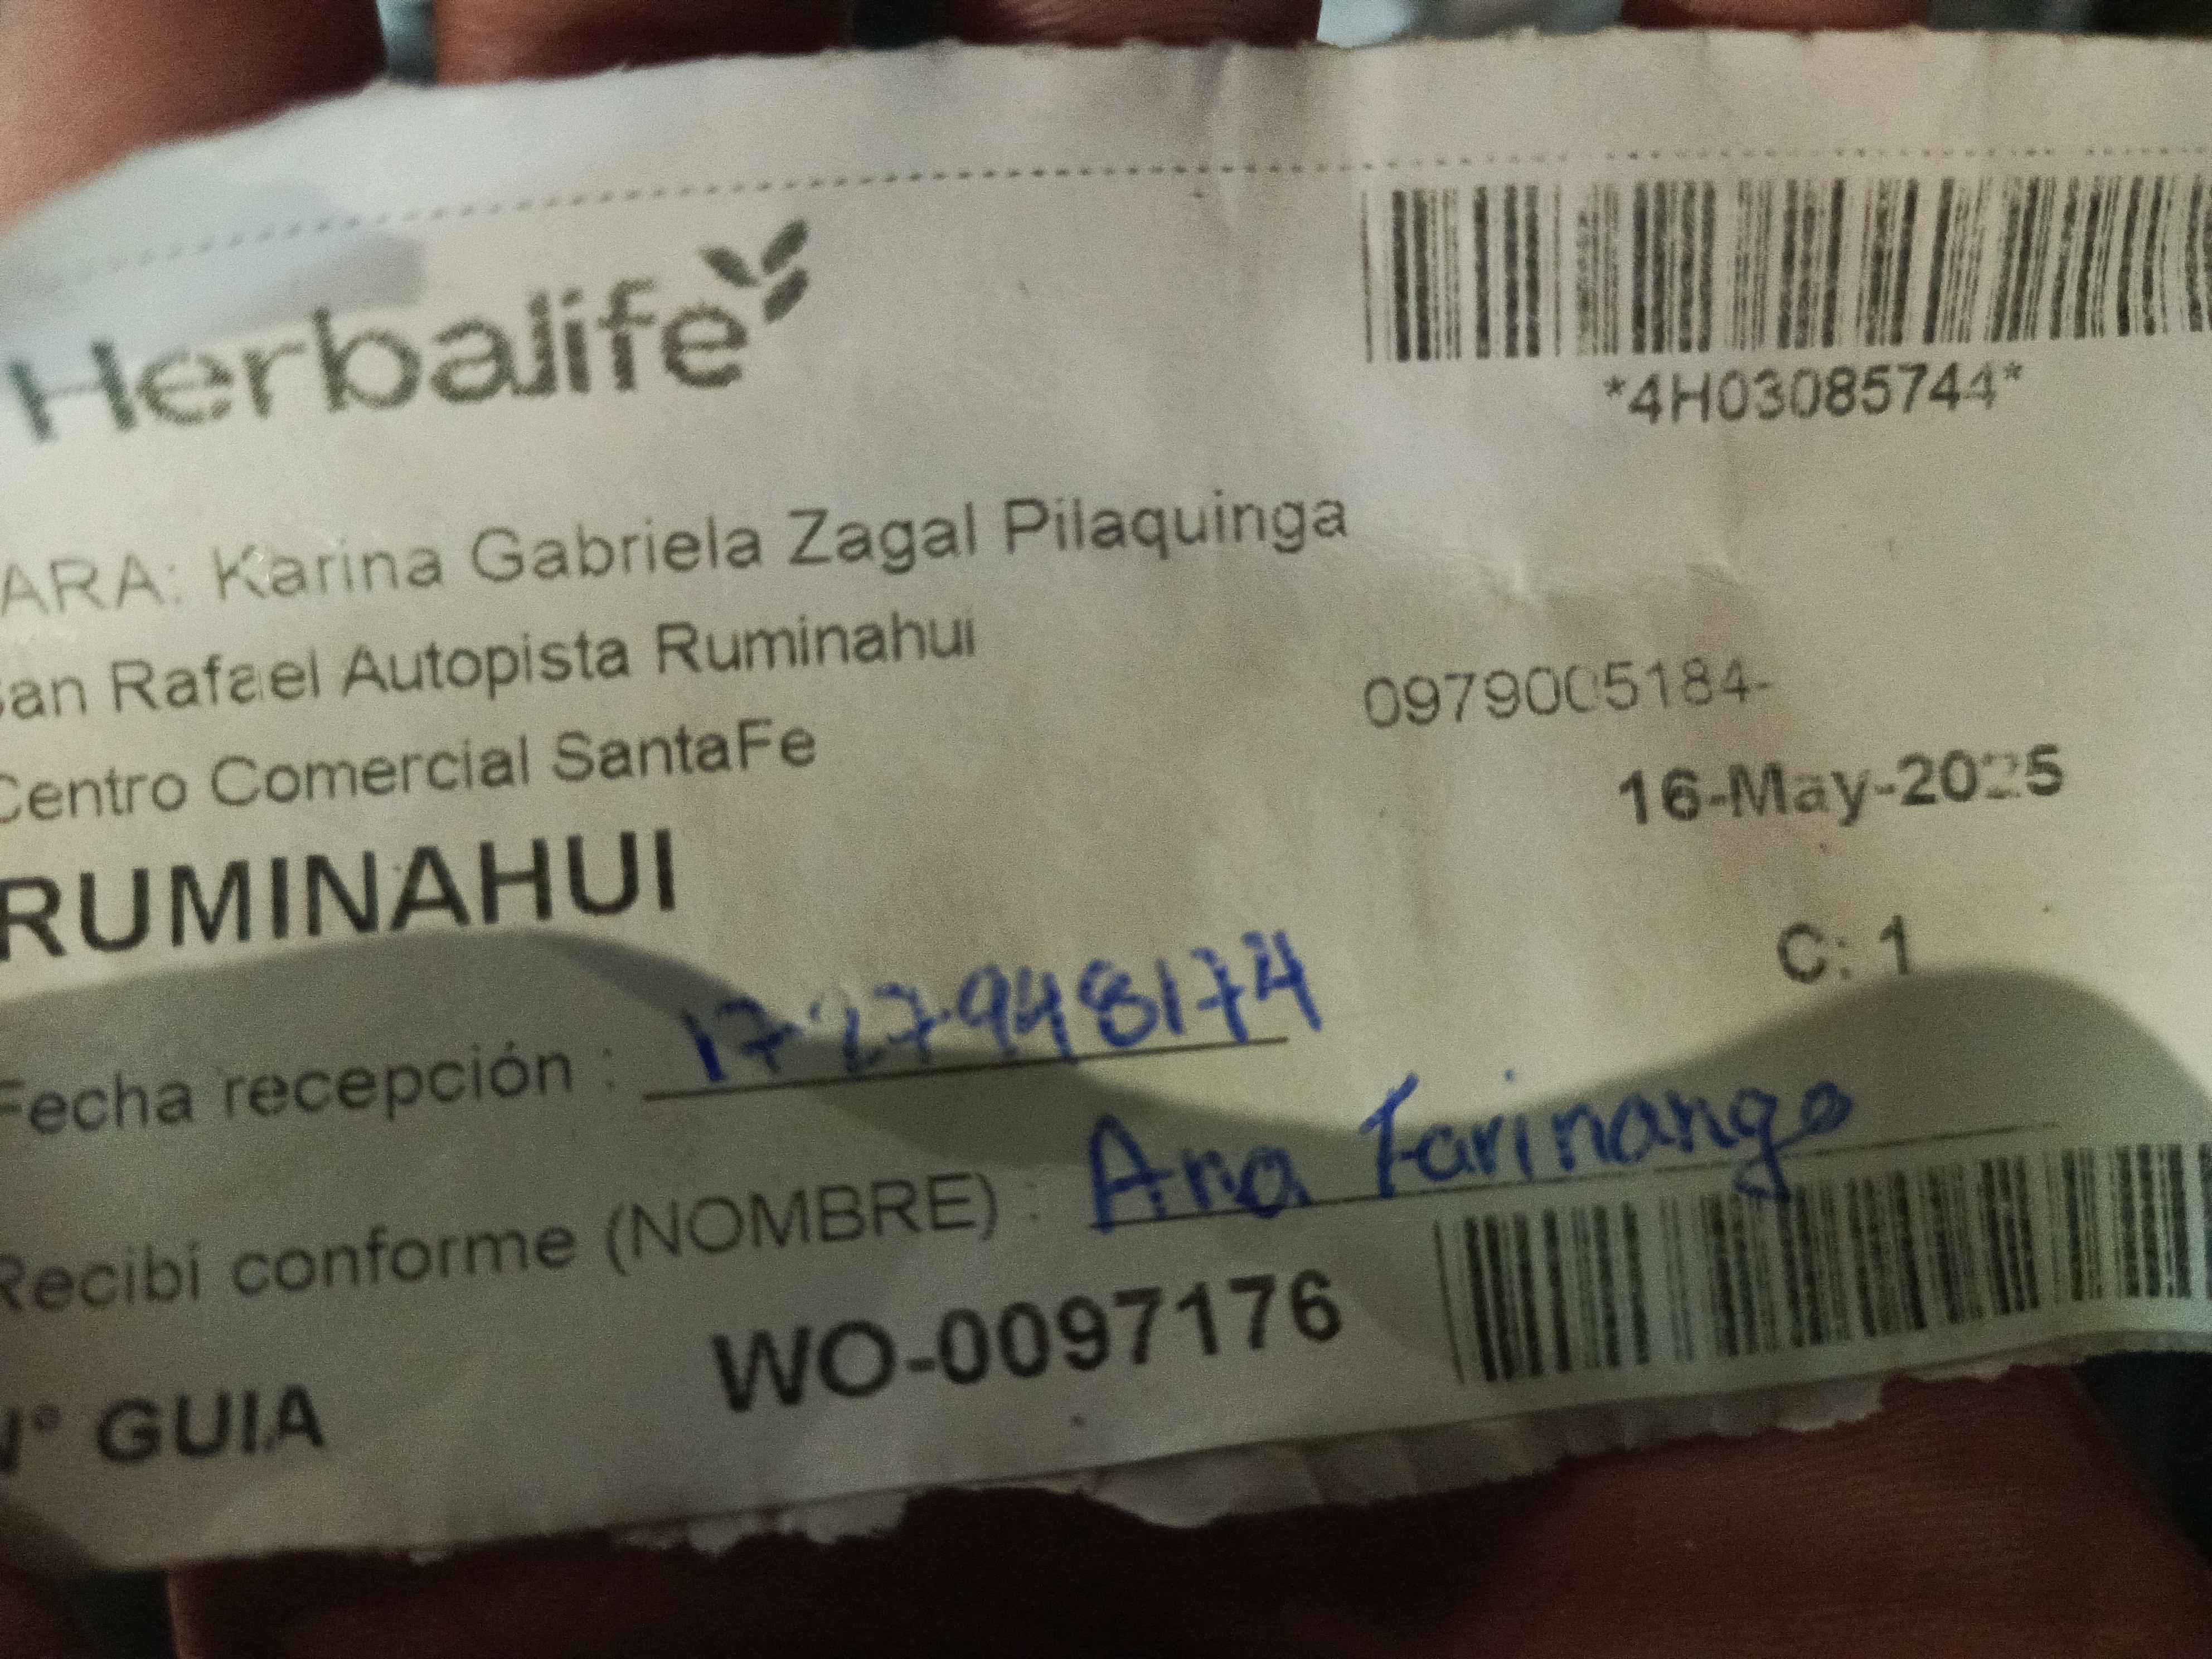 Herbalife
*4H03085744*
ARA: Karina Gabriela Zagal Pilaquinga
an Rafael Autopista Ruminahui
0979005184-
Centro Comercial SantaFe
16-May-2025
RUMINAHUI
C: 1
Fecha recepción : 1727948174
Recibi conforme (NOMBRE) : Ana Farinango
N° GUIA WO-0097176